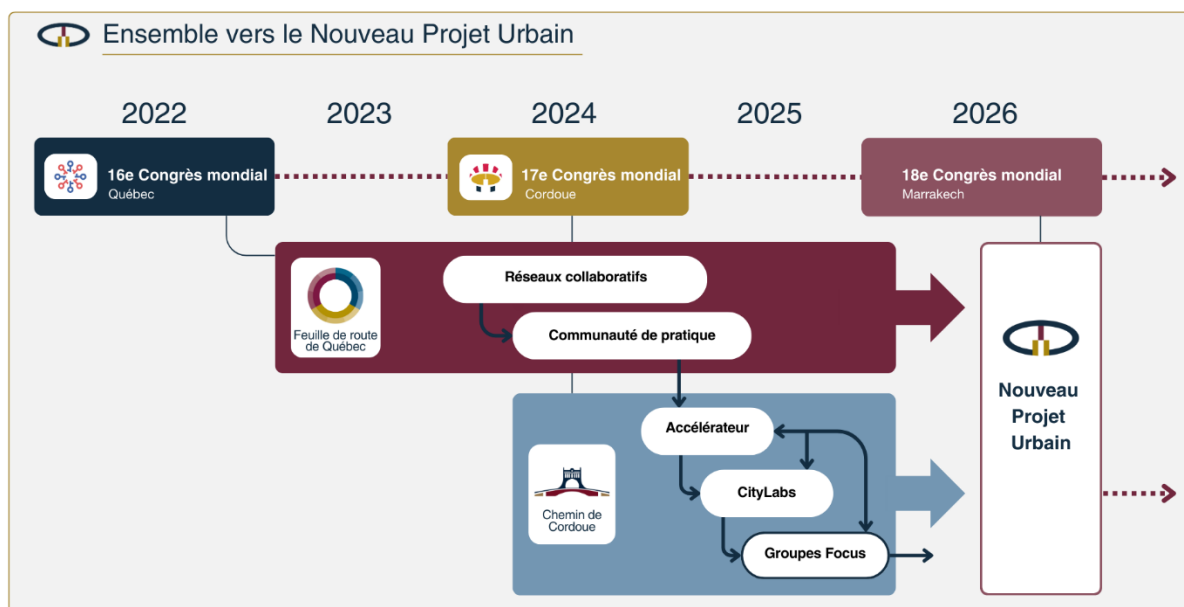 Ensemble vers le Nouveau Projet Urbain
2022
2023
2024
2025
2026
16e Congrès mondial
Québec
17e Congrès mondial
Cordoue
18e Congrès mondial
Marrakech
Feuille de route
de Québec
Réseaux collaboratifs
Communauté de pratique
Nouveau
Projet
Urbain
Chemin de
Cordoue
Accélérateur
CityLabs
Groupes Focus